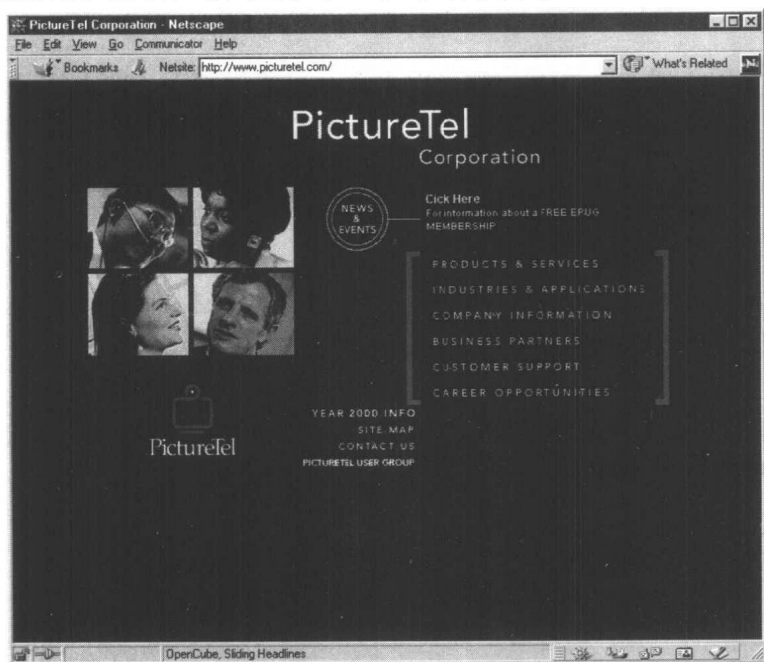 PictureTel Corporation - Netscape
File Edit View Go Communicator Help
Bookmarks Netsite: http://www.picturetel.com/ What's Related N
PictureTel
Corporation
NEWS
&
EVENTS
Cick Here
For information about a FREE EPUG
MEMBERSHIP
PRODUCTS & SERVICES
INDUSTRIES & APPLICATIONS
COMPANY INFORMATION
BUSINESS PARTNERS
CUSTOMER SUPPORT
CAREER OPPORTUNITIES
PictureTel
YEAR 2000 INFO
SITE MAP
CONTACT US
PICTURETEL USER GROUP
OpenCube, Sliding Headlines